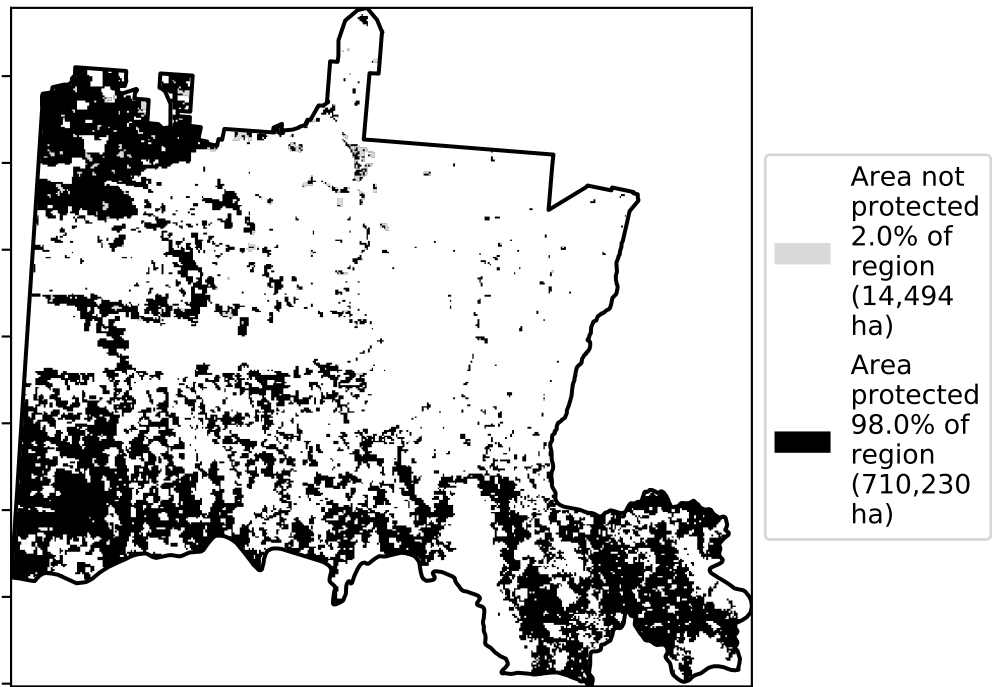 Area not
protected
2.0% of
region
(14,494
ha)
Area
protected
98.0% of
region
(710,230
ha)